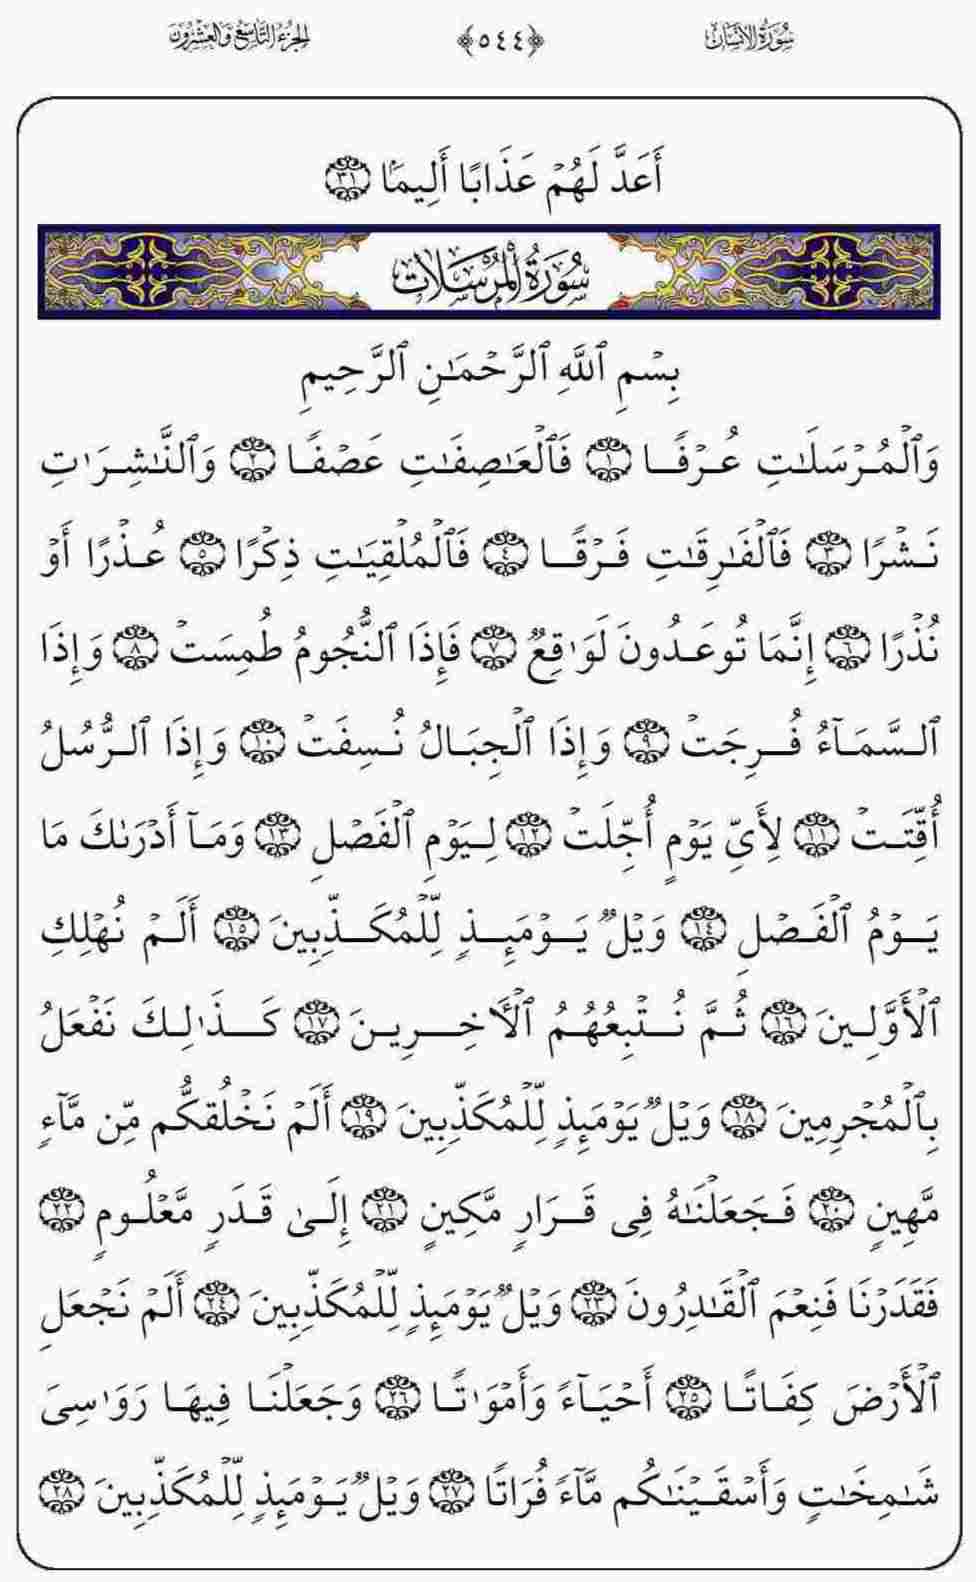 سُورَةُ الإِنسَان ﴿٥٤٤﴾ الجُزءُ التَّاسِعُ وَالعِشْرُونَ
أَعَدَّ لَهُمۡ عَذَابًا أَلِيمَۢا ٣١
سُورَةُ الْمُرْسَلَات
بِسۡمِ ٱللَّهِ ٱلرَّحۡمَـٰنِ ٱلرَّحِيمِ
وَٱلۡمُرۡسَلَـٰتِ عُرۡفًا ١ فَٱلۡعَـٰصِفَـٰتِ عَصۡفًا ٢ وَٱلنَّـٰشِرَٰتِ
نَشۡرًا ٣ فَٱلۡفَـٰرِقَـٰتِ فَرۡقًا ٤ فَٱلۡمُلۡقِيَـٰتِ ذِكۡرًا ٥ عُذۡرًا أَوۡ
نُذۡرًا ٦ إِنَّمَا تُوعَدُونَ لَوَٰقِعٌ ٧ فَإِذَا ٱلنُّجُومُ طُمِسَتۡ ٨ وَإِذَا
ٱلسَّمَآءُ فُرِجَتۡ ٩ وَإِذَا ٱلۡجِبَالُ نُسِفَتۡ ١٠ وَإِذَا ٱلرُّسُلُ
أُقِّتَتۡ ١١ لِأَىِّ يَوۡمٍ أُجِّلَتۡ ١٢ لِيَوۡمِ ٱلۡفَصۡلِ ١٣ وَمَآ أَدۡرَىٰكَ مَا
يَوۡمُ ٱلۡفَصۡلِ ١٤ وَيۡلٌ يَوۡمَئِذٍ لِّلۡمُكَذِّبِينَ ١٥ أَلَمۡ نُهۡلِكِ
ٱلۡأَوَّلِينَ ١٦ ثُمَّ نُتۡبِعُهُمُ ٱلۡأَخِرِينَ ١٧ كَذَٰلِكَ نَفۡعَلُ
بِٱلۡمُجۡرِمِينَ ١٨ وَيۡلٌ يَوۡمَئِذٍ لِّلۡمُكَذِّبِينَ ١٩ أَلَمۡ نَخۡلُقكُّم مِّن مَّآءٍ
مَّهِينٍ ٢٠ فَجَعَلۡنَـٰهُ فِى قَرَارٍ مَّكِينٍ ٢١ إِلَىٰ قَدَرٍ مَّعۡلُومٍ ٢٢
فَقَدَرۡنَا فَنِعۡمَ ٱلۡقَـٰدِرُونَ ٢٣ وَيۡلٌ يَوۡمَئِذٍ لِّلۡمُكَذِّبِينَ ٢٤ أَلَمۡ نَجۡعَلِ
ٱلۡأَرۡضَ كِفَاتًا ٢٥ أَحۡيَآءً وَأَمۡوَٰتًا ٢٦ وَجَعَلۡنَا فِيهَا رَوَٰسِىَ
شَـٰمِخَـٰتٍ وَأَسۡقَيۡنَـٰكُم مَّآءً فُرَاتًا ٢٧ وَيۡلٌ يَوۡمَئِذٍ لِّلۡمُكَذِّبِينَ ٢٨